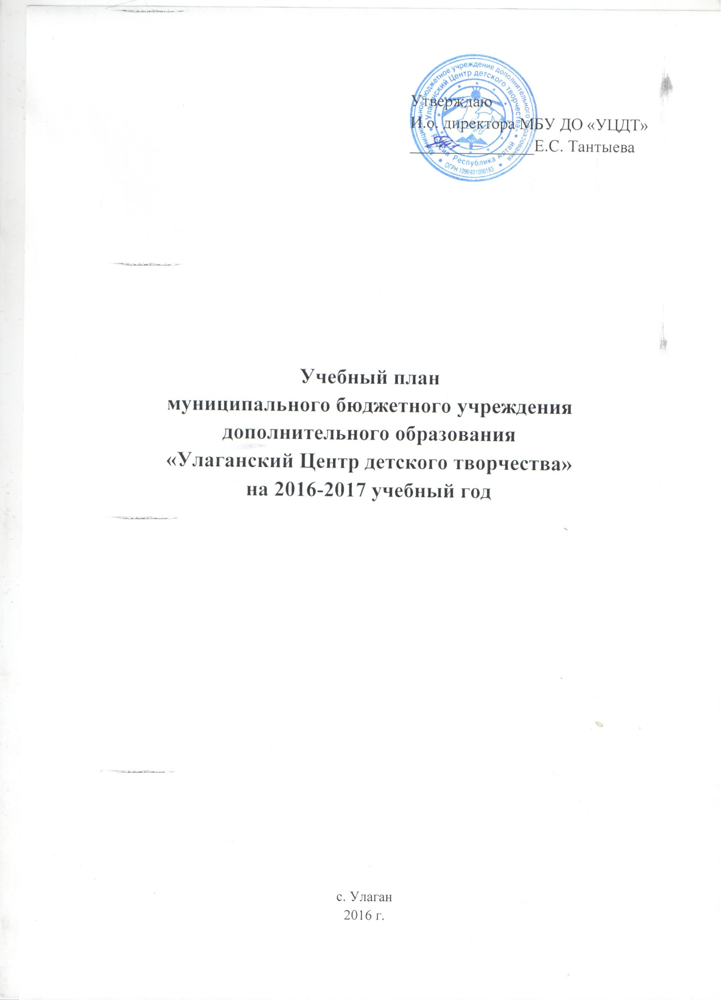 Утверждаю
И.о. директора МБУ ДО «УЦДТ»
Е.С. Тантыева
Муниципальное бюджетное учреждение дополнительного образования
«Улаганский Центр детского творчества»
Россия Республика Алтай
ОГРН 1090401000183
Учебный план
муниципального бюджетного учреждения
дополнительного образования
«Улаганский Центр детского творчества»
на 2016-2017 учебный год
с. Улаган
2016 г.